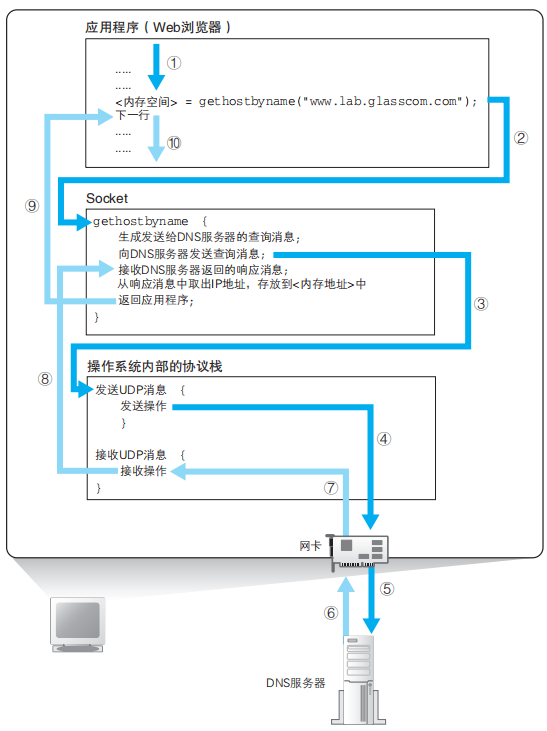 应用程序（Web浏览器）
①
.....
.....
<内存空间> = gethostbyname("www.lab.glasscom.com");
下一行
.....
.....
⑩
②
⑨
Socket
gethostbyname {
生成发送给DNS服务器的查询消息;
向DNS服务器发送查询消息;
接收DNS服务器返回的响应消息;
从响应消息中取出IP地址，存放到<内存地址>中
返回应用程序;
}
③
⑧
操作系统内部的协议栈
发送UDP消息 {
发送操作
}
④
接收UDP消息 {
接收操作
}
⑦
网卡
⑤
⑥
DNS服务器